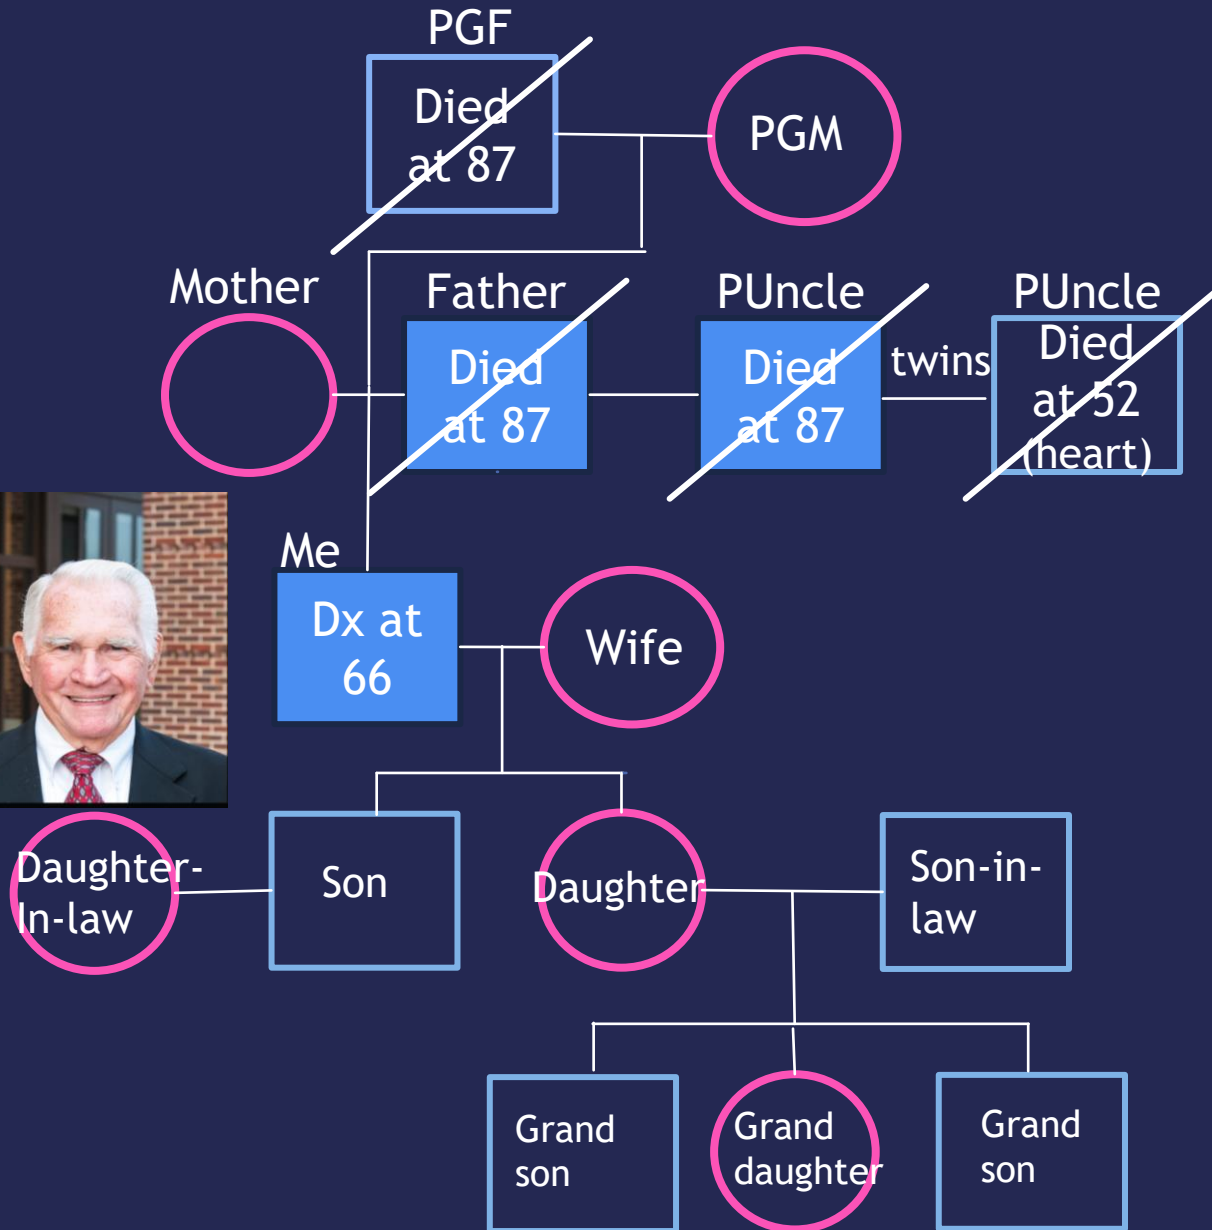 PGF
Died
at 87
PGM
Mother
Father
Died
at 87
PUncle
Died
at 87
twins
PUncle
Died
at 52
(heart)
Me
Dx at
66
Wife
Daughter-
In-law
Son
Daughter
Son-in-
law
Grand
son
Grand
daughter
Grand
son